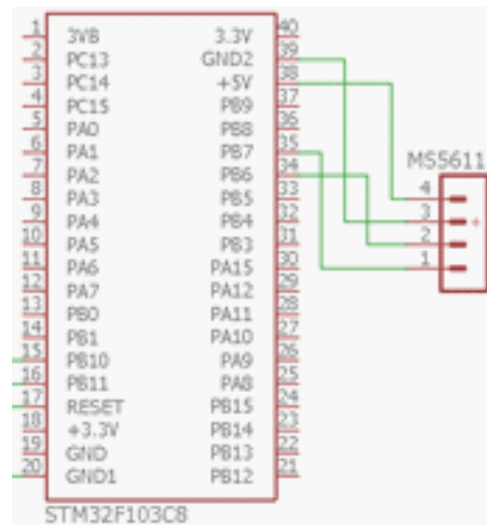 1 3VB 3.3V 40
2 PC13 GND2 39
3 PC14 +5V 38
4 PC15 PB9 37
5 PA0 PB8 36
6 PA1 PB7 35
7 PA2 PB6 34
8 PA3 PB5 33
9 PA4 PB4 32
10 PA5 PB3 31
11 PA6 PA15 30
12 PA7 PA12 29
13 PB0 PA11 28
14 PB1 PA10 27
15 PB10 PA9 26
16 PB11 PA8 25
17 RESET PB15 24
18 +3.3V PB14 23
19 GND PB13 22
20 GND1 PB12 21
STM32F103C8
MS5611
4
3
+
2
1